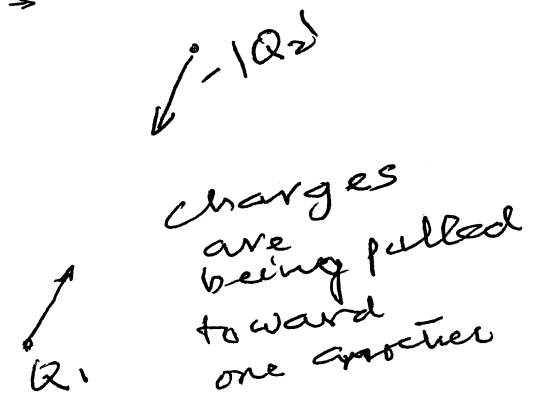 -|Q2|
charges
are
being pulled
toward
one another
Q1